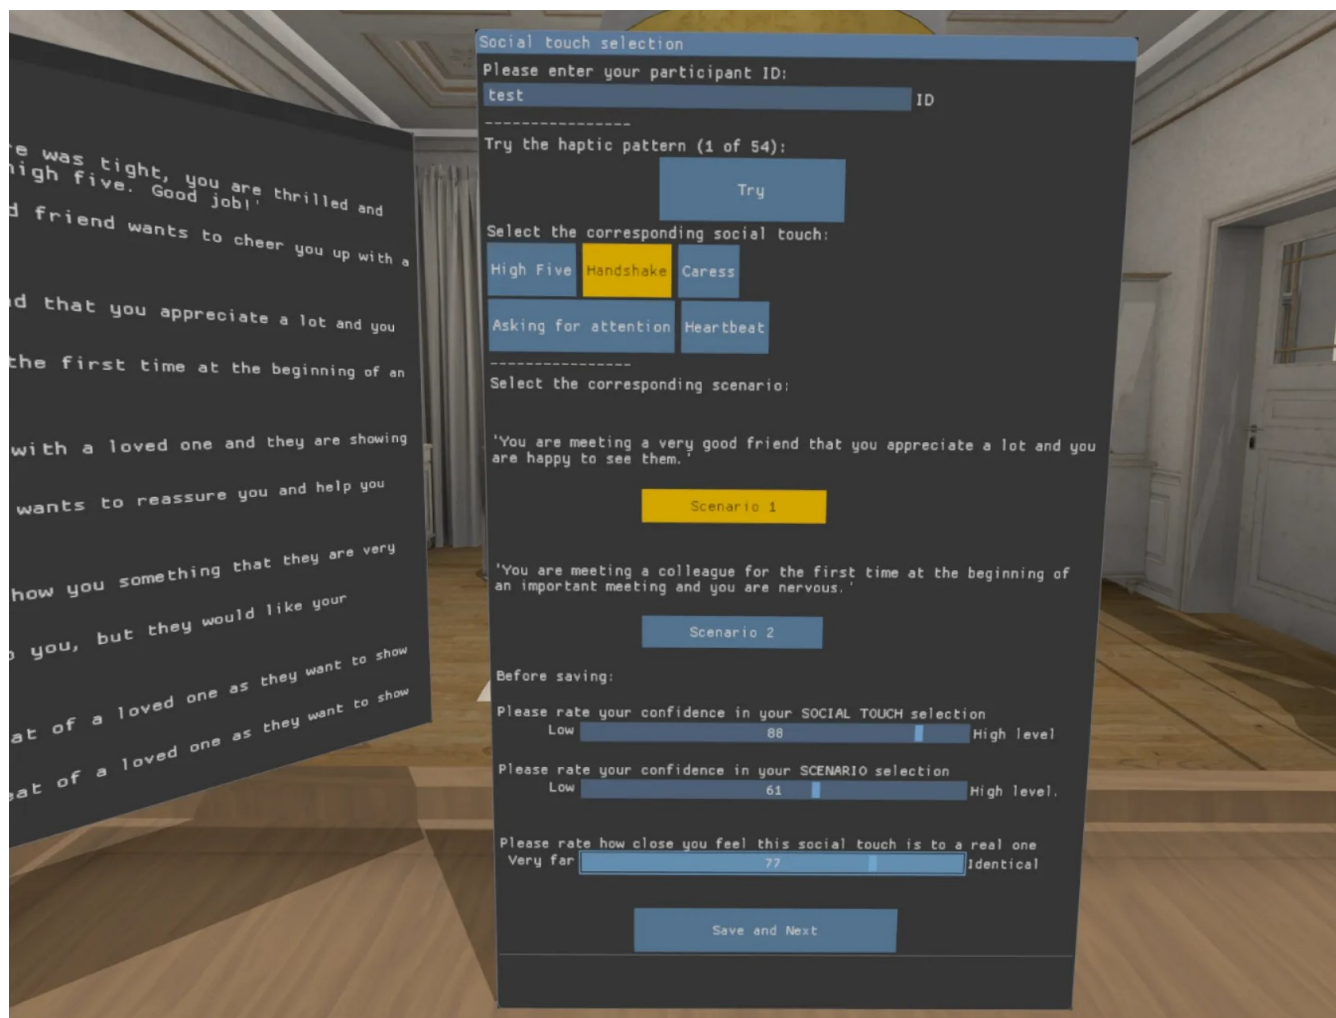 re was tight, you are thrilled and
high five. Good job!'
d friend wants to cheer you up with a
d that you appreciate a lot and you
the first time at the beginning of an
with a loved one and they are showing
wants to reassure you and help you
how you something that they are very
you, but they would like your
eat of a loved one as they want to show
eat of a loved one as they want to show
Social touch selection
Please enter your participant ID:
test ID
----------------
Try the haptic pattern (1 of 54):
Try
Select the corresponding social touch:
High Five Handshake Caress
Asking for attention Heartbeat
----------------
Select the corresponding scenario:
'You are meeting a very good friend that you appreciate a lot and you
are happy to see them.'
Scenario 1
'You are meeting a colleague for the first time at the beginning of
an important meeting and you are nervous.'
Scenario 2
Before saving:
Please rate your confidence in your SOCIAL TOUCH selection
Low 88 High level
Please rate your confidence in your SCENARIO selection
Low 61 High level.
Please rate how close you feel this social touch is to a real one
Very far 77 Identical
Save and Next